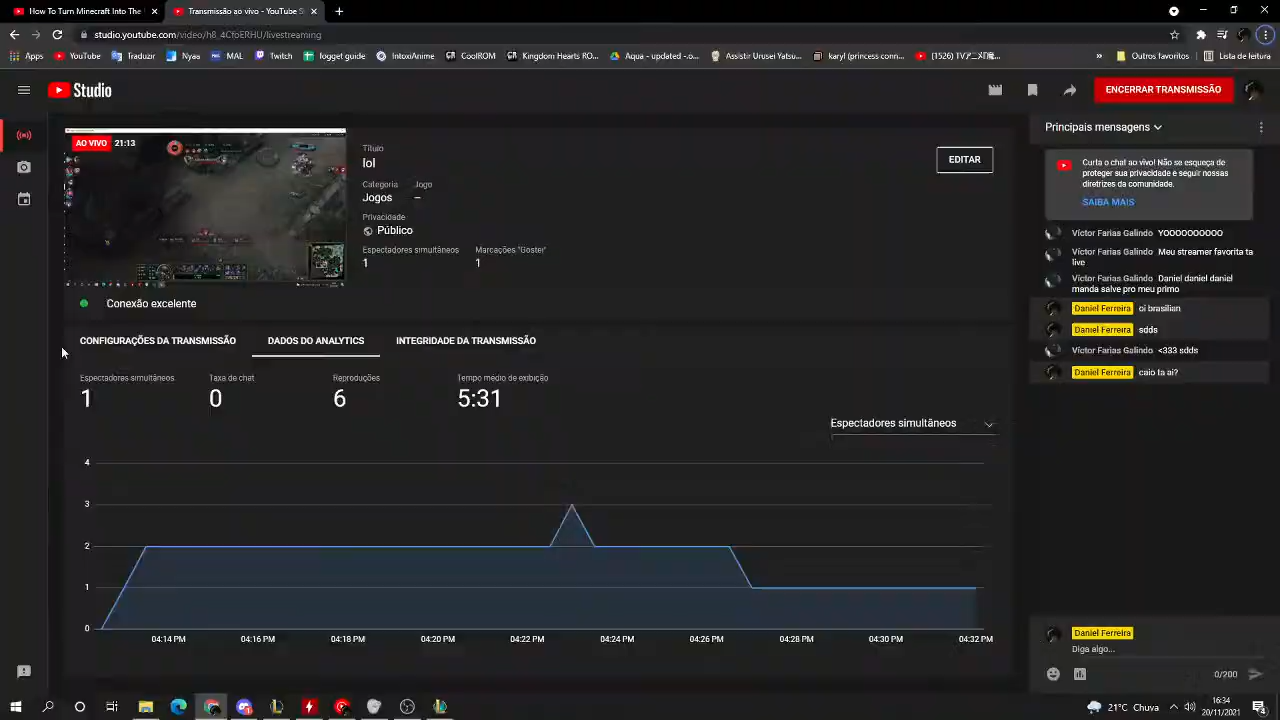 How To Turn Minecraft Into The
Transmissão ao vivo - YouTube S
studio.youtube.com/video/h8_4CfbERHU/livestreaming
Apps
YouTube
Traduzir
Nyaa
MAL
Twitch
fogget guide
IntoxiAnime
CoolROM
Kingdom Hearts RO...
Aqua - updated -...
Assistir Urusei Yatsu...
karyl (princess conn...
»
Outros favoritos
Lista de leitura
Studio
ENCERRAR TRANSMISSÃO
AO VIVO 21:13
Título
lol
Categoria Jogo
Jogos –
Privacidade
Público
Espectadores simultâneos Marcações "Gostei"
1 1
EDITAR
Conexão excelente
CONFIGURAÇÕES DA TRANSMISSÃO DADOS DO ANALYTICS INTEGRIDADE DA TRANSMISSÃO
Espectadores simultâneos Taxa de chat Reproduções Tempo médio de exibição
1 0 6 5:31
Espectadores simultâneos
4
3
2
1
0
04:14 PM 04:16 PM 04:18 PM 04:20 PM 04:22 PM 04:24 PM 04:26 PM 04:28 PM 04:30 PM 04:32 PM
Principais mensagens
Curta o chat ao vivo! Não se esqueça de
proteger sua privacidade e seguir nossas
diretrizes da comunidade.
SAIBA MAIS
Víctor Farias Galindo YOOOOOOOOO
Víctor Farias Galindo Meu streamer favorita ta
live
Víctor Farias Galindo Daniel daniel daniel
manda salve pro meu primo
Daniel Ferreira oi brasilian
Daniel Ferreira sdds
Víctor Farias Galindo <333 sdds
Daniel Ferreira caio ta ai?
Daniel Ferreira
Diga algo...
0/200
21°C Chuva
16:34
20/11/2021